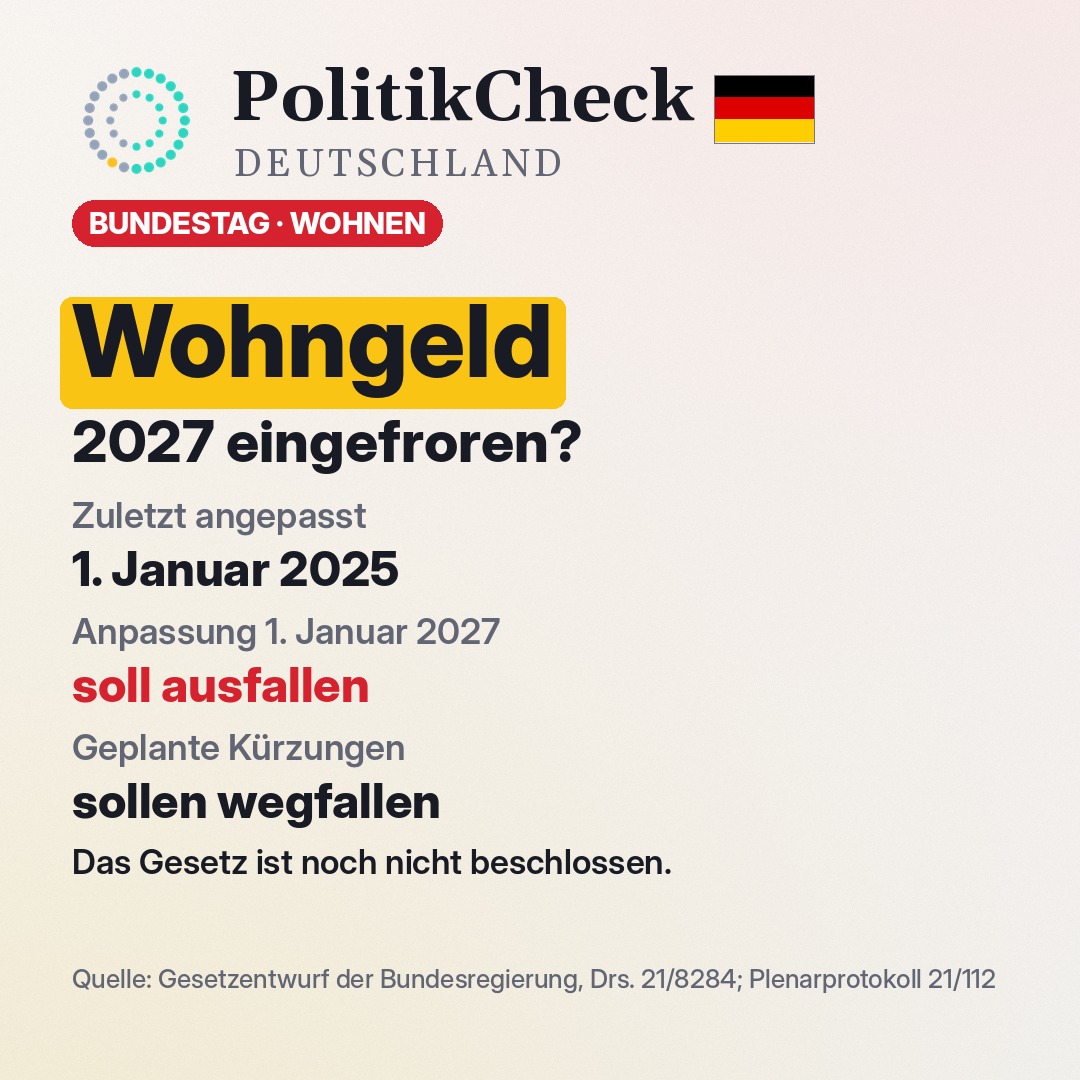 PolitikCheck
DEUTSCHLAND
BUNDESTAG · WOHNEN
Wohngeld
2027 eingefroren?
Zuletzt angepasst
1. Januar 2025
Anpassung 1. Januar 2027
soll ausfallen
Geplante Kürzungen
sollen wegfallen
Das Gesetz ist noch nicht beschlossen.
Quelle: Gesetzentwurf der Bundesregierung, Drs. 21/8284; Plenarprotokoll 21/112